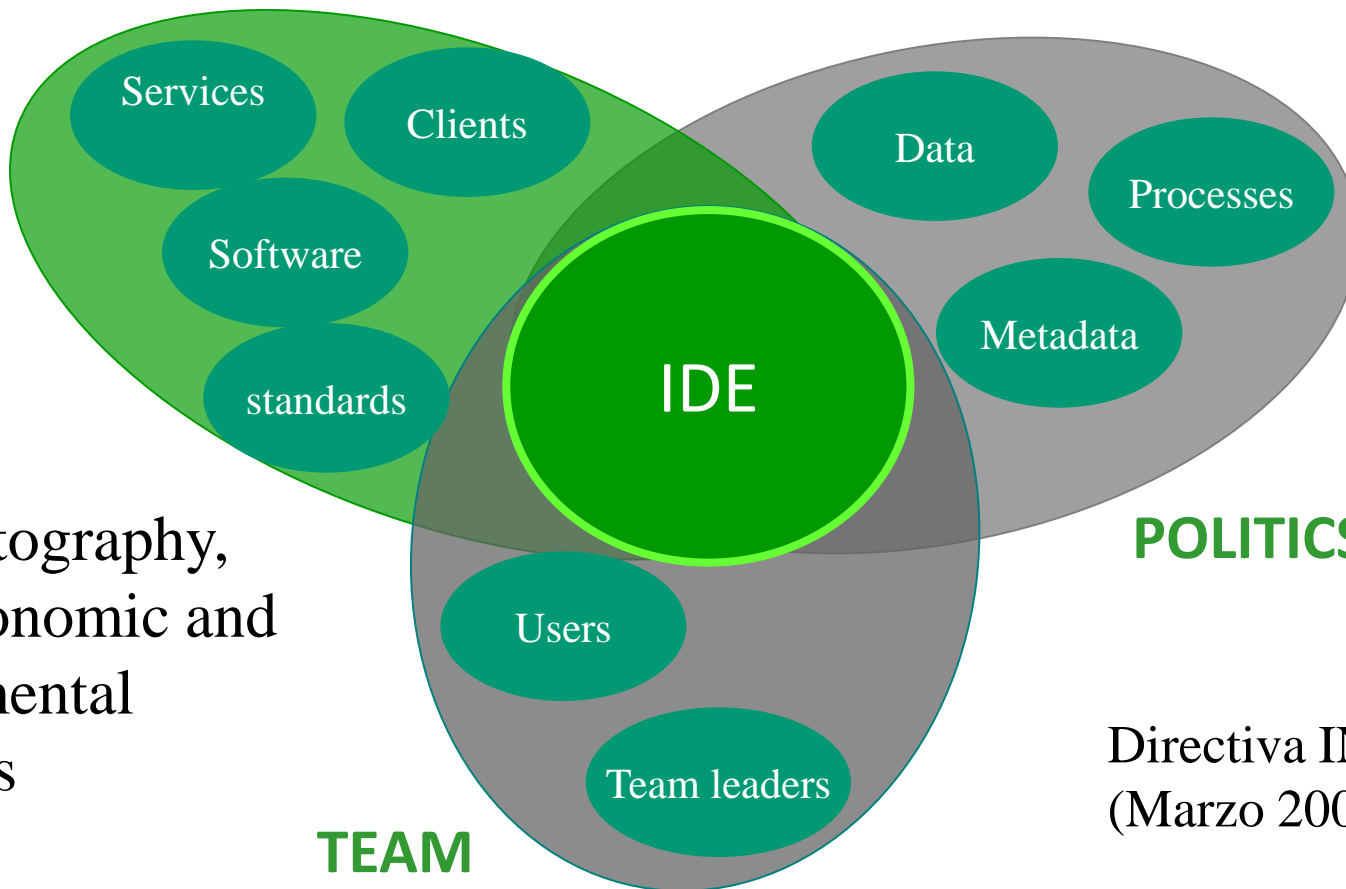 Services
Clients
Software
standards
Data
Processes
Metadata
IDE
Users
Team leaders
TEAM
POLITICS
tography,
onomic and
mental
s
Directiva
(Marzo 200